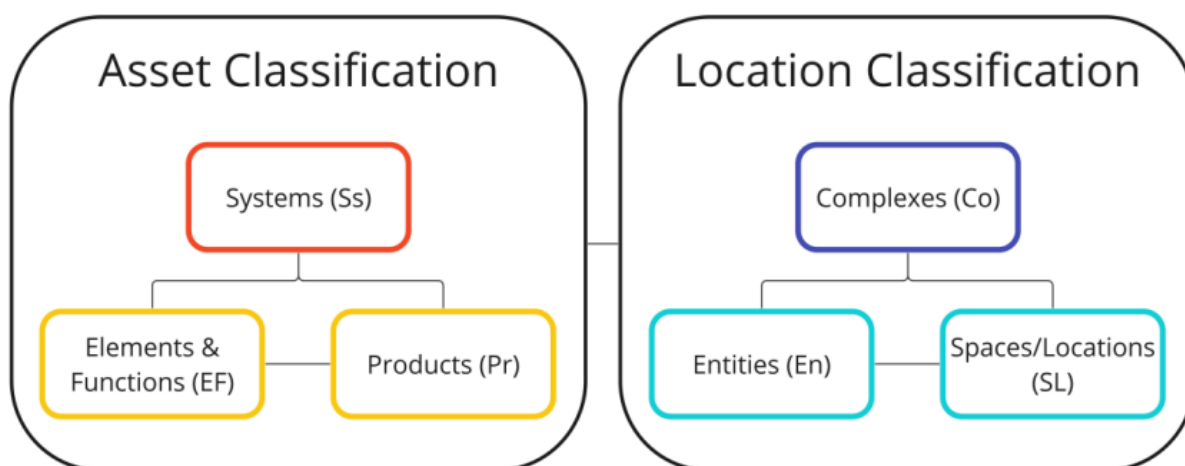 Asset Classification
Location Classification
Systems (Ss)
Complexes (Co)
Elements &
Functions (EF)
Products (Pr)
Entities (En)
Spaces/Locations
(SL)